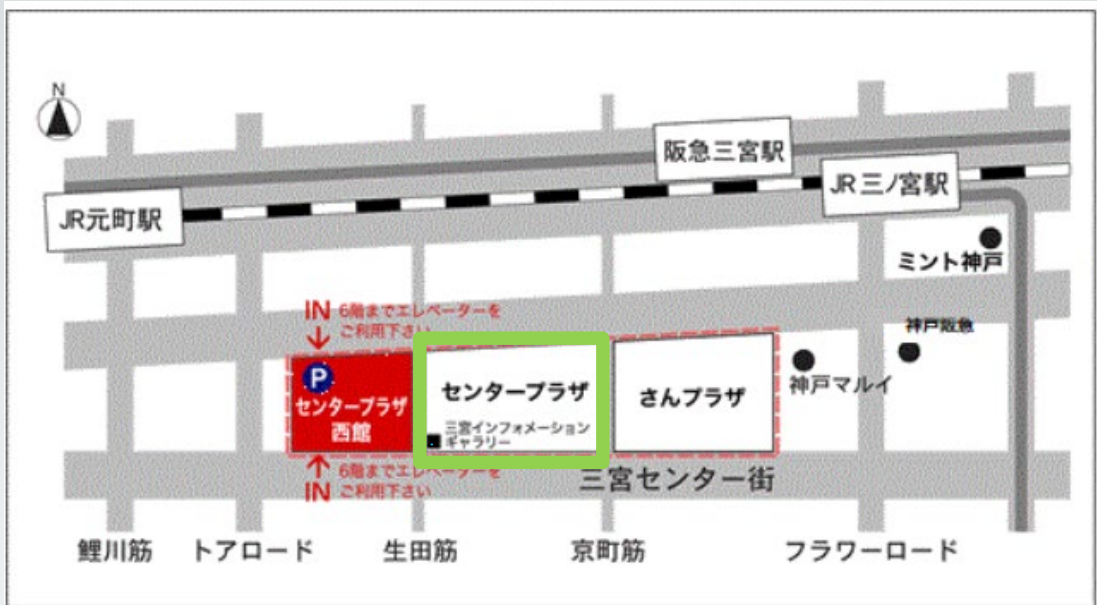 N
阪急三宮駅
JR三ノ宮駅
JR元町駅
ミント神戸
IN 6階までエレベーターを
ご利用下さい
神戸阪急
P
センタープラザ
西館
センタープラザ
三宮インフォメーション
ギャラリー
さんプラザ
神戸マルイ
IN 6階までエレベーターを
ご利用下さい
三宮センター街
鯉川筋
トアロード
生田筋
京町筋
フラワーロード